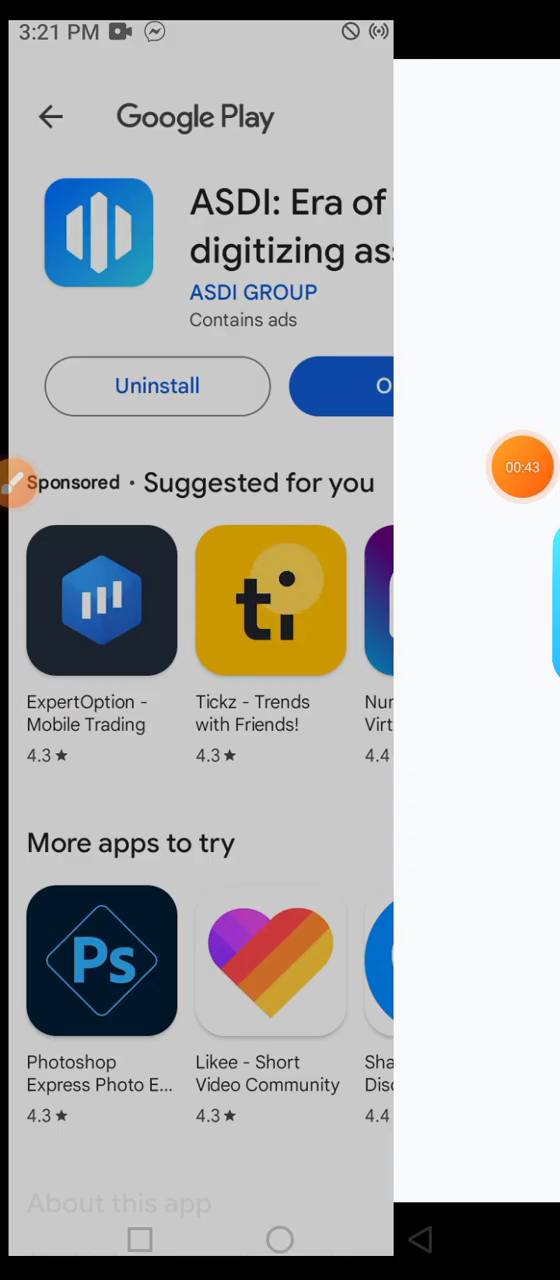 3:21 PM
Google Play
ASDI: Era of
digitizing
ASDI GROUP
Contains ads
Uninstall
00:43
Sponsored · Suggested for you
ti
ExpertOption -
Mobile Trading
4.3 ★
Tickz - Trends
with Friends!
4.3 ★
4.4
More apps to try
Ps
Photoshop
Express Photo E...
4.3 ★
Likee - Short
Video Community
4.3 ★
4.4
About this app